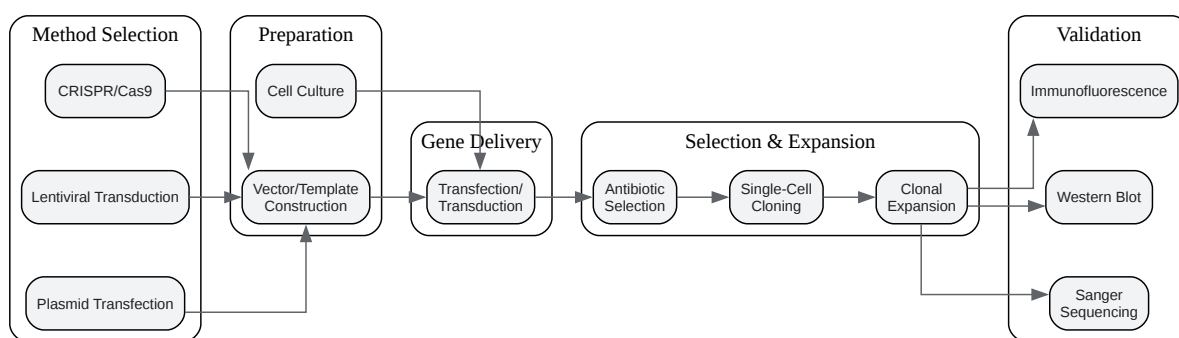 Method Selection
CRISPR/Cas9
Lentiviral Transduction
Plasmid Transfection
Preparation
Cell Culture
Vector/Template
Construction
Gene Delivery
Transfection/
Transduction
Selection & Expansion
Antibiotic
Selection
Single-Cell
Cloning
Clonal
Expansion
Validation
Immunofluorescence
Western Blot
Sanger
Sequencing